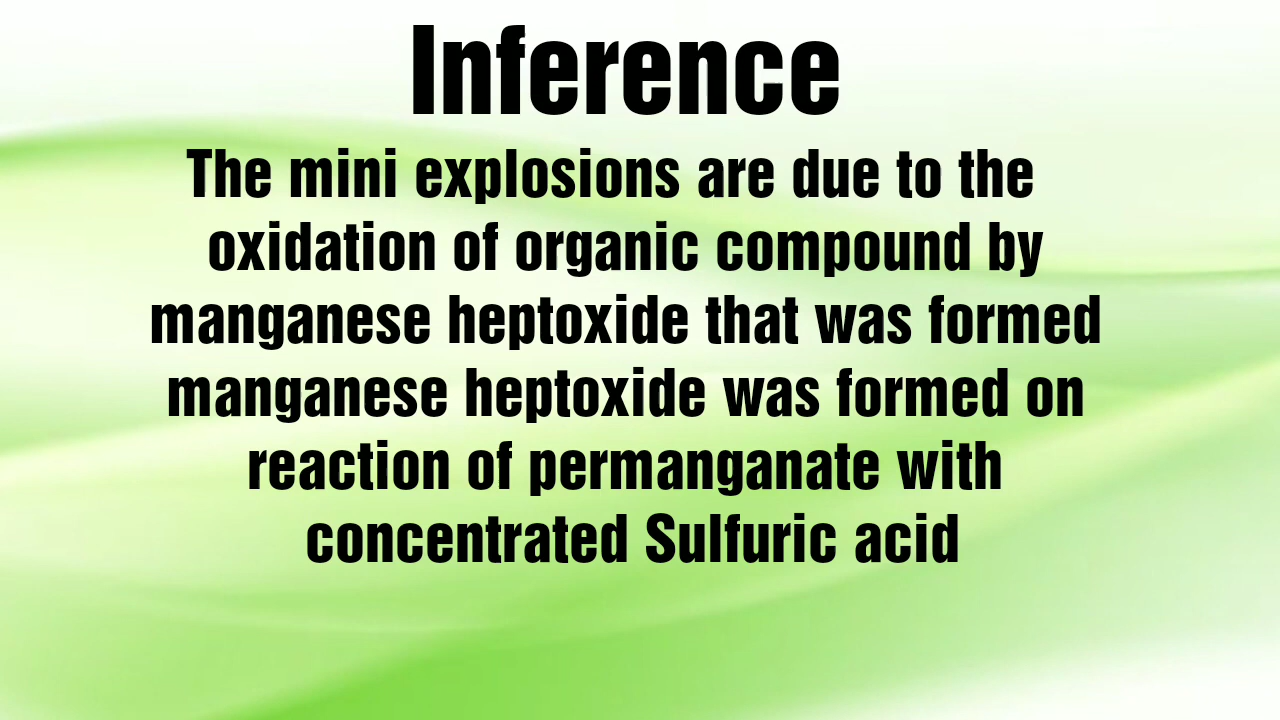 Inference
The mini explosions are due to the
oxidation of organic compound by
manganese heptoxide that was formed
manganese heptoxide was formed on
reaction of permanganate with
concentrated Sulfuric acid